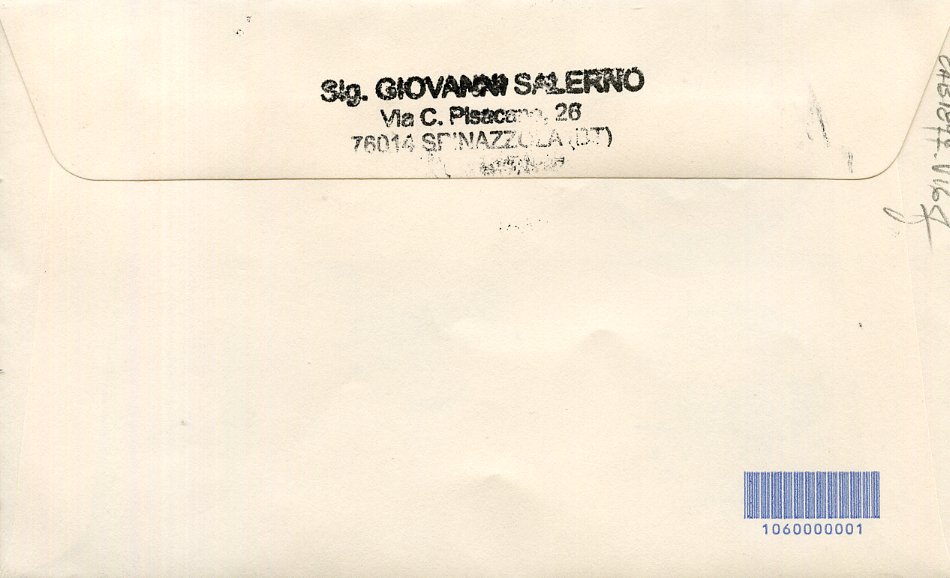 Sig. GIOVANNI SALERNO
Via C. Pisacane, 26
76014 SPINAZZOLA (BT)
1060000001